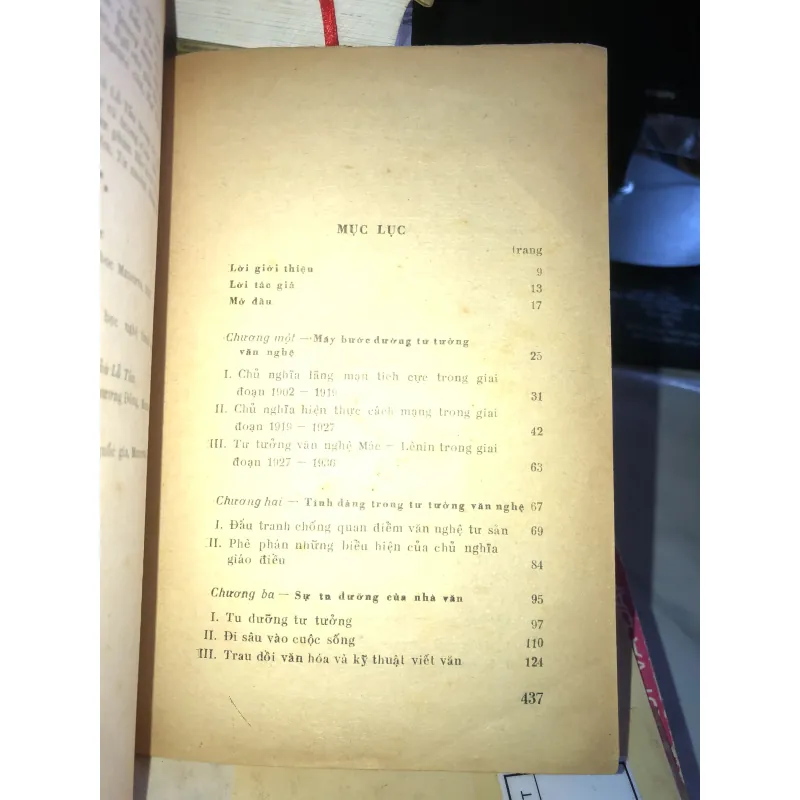 MỤC LỤC
trang
Lời giới thiệu 9
Lời tác giả 13
Mở đầu 17
Chương một — Mấy bước đường tư tưởng
văn nghệ 25
I. Chủ nghĩa lãng mạn tích cực trong giai
đoạn 1902 — 1919 31
II. Chủ nghĩa hiện thực cách mạng trong giai
đoạn 1919 — 1927 42
III. Tư tưởng văn nghệ Mác — Lênin trong giai
đoạn 1927 — 1936 63
Chương hai — Tính đảng trong tư tưởng văn nghệ 67
I. Đấu tranh chống quan điểm văn nghệ tư sản 69
II. Phê phán những biểu hiện của chủ nghĩa
giáo điều 84
Chương ba — Sự tu dưỡng của nhà văn 95
I. Tu dưỡng tư tưởng 97
II. Đi sâu vào cuộc sống 110
III. Trau dồi văn hóa và kỹ thuật viết văn 124
437